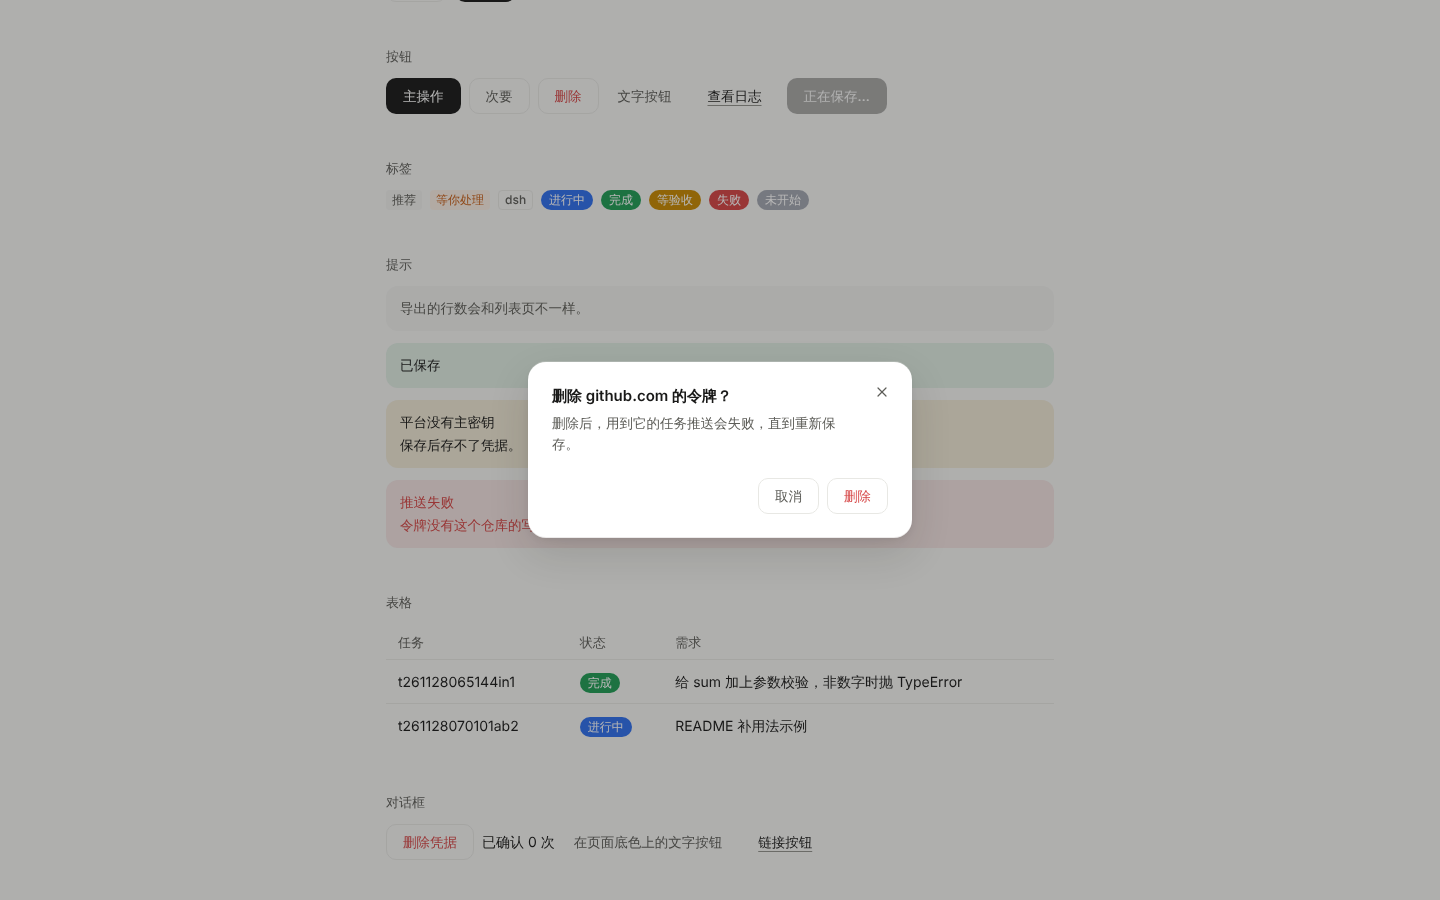 按钮
主操作 次要 删除 文字按钮 查看日志 正在保存...
标签
推荐 等你处理 dsh 进行中 完成 等验收 失败 未开始
提示
导出的行数会和列表页不一样。
已保存
平台没有主密钥
保存后存不了凭据。
推送失败
令牌没有这个仓库的写
删除 github.com 的令牌？
删除后，用到它的任务推送会失败，直到重新保
存。
取消 删除
表格
任务 状态 需求
t261128065144in1 完成 给 sum 加上参数校验，非数字时抛 TypeError
t261128070101ab2 进行中 README 补用法示例
对话框
删除凭据 已确认 0 次 在页面底色上的文字按钮 链接按钮